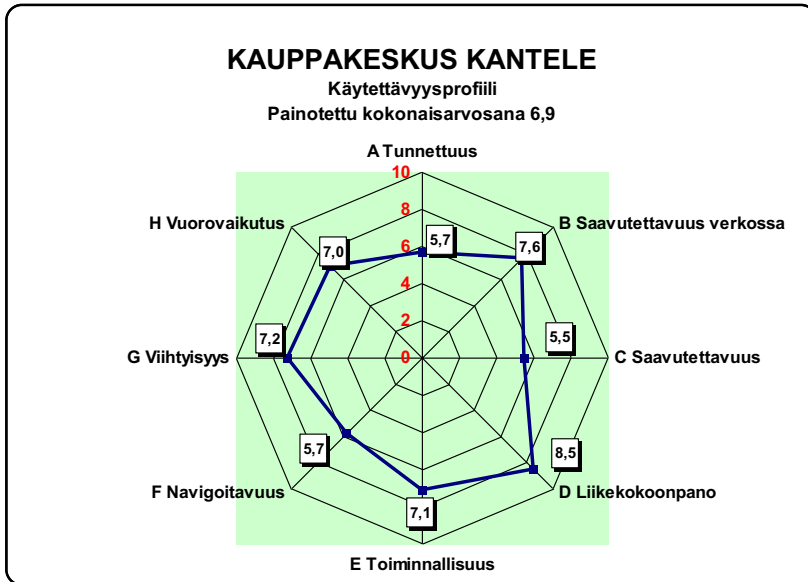 KAUPPAKESKUS KANTELE
Käytettävyysprofiili
Painotettu kokonaisarvosana 6,9
A Tunnettuus
10
8
6
4
2
0
H Vuorovaikutus
B Saavutettavuus verkossa
7,0
5,7
7,6
G Viihtyisyys
7,2
5,5
C Saavutettavuus
5,7
8,5
F Navigoitavuus
D Liikekokoonpano
7,1
E Toiminnallisuus